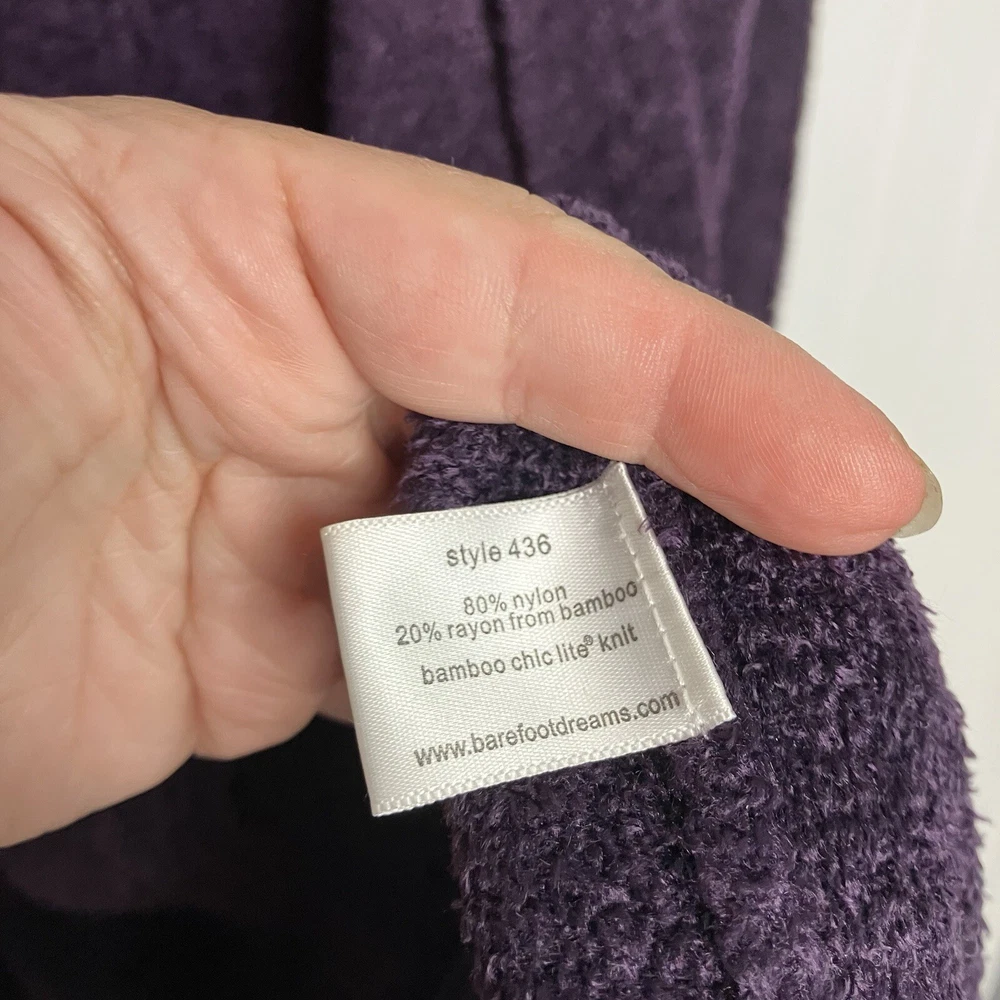 style 436
80% nylon
20% rayon from bamboo
bamboo chic lite® knit
www.barefootdreams.com